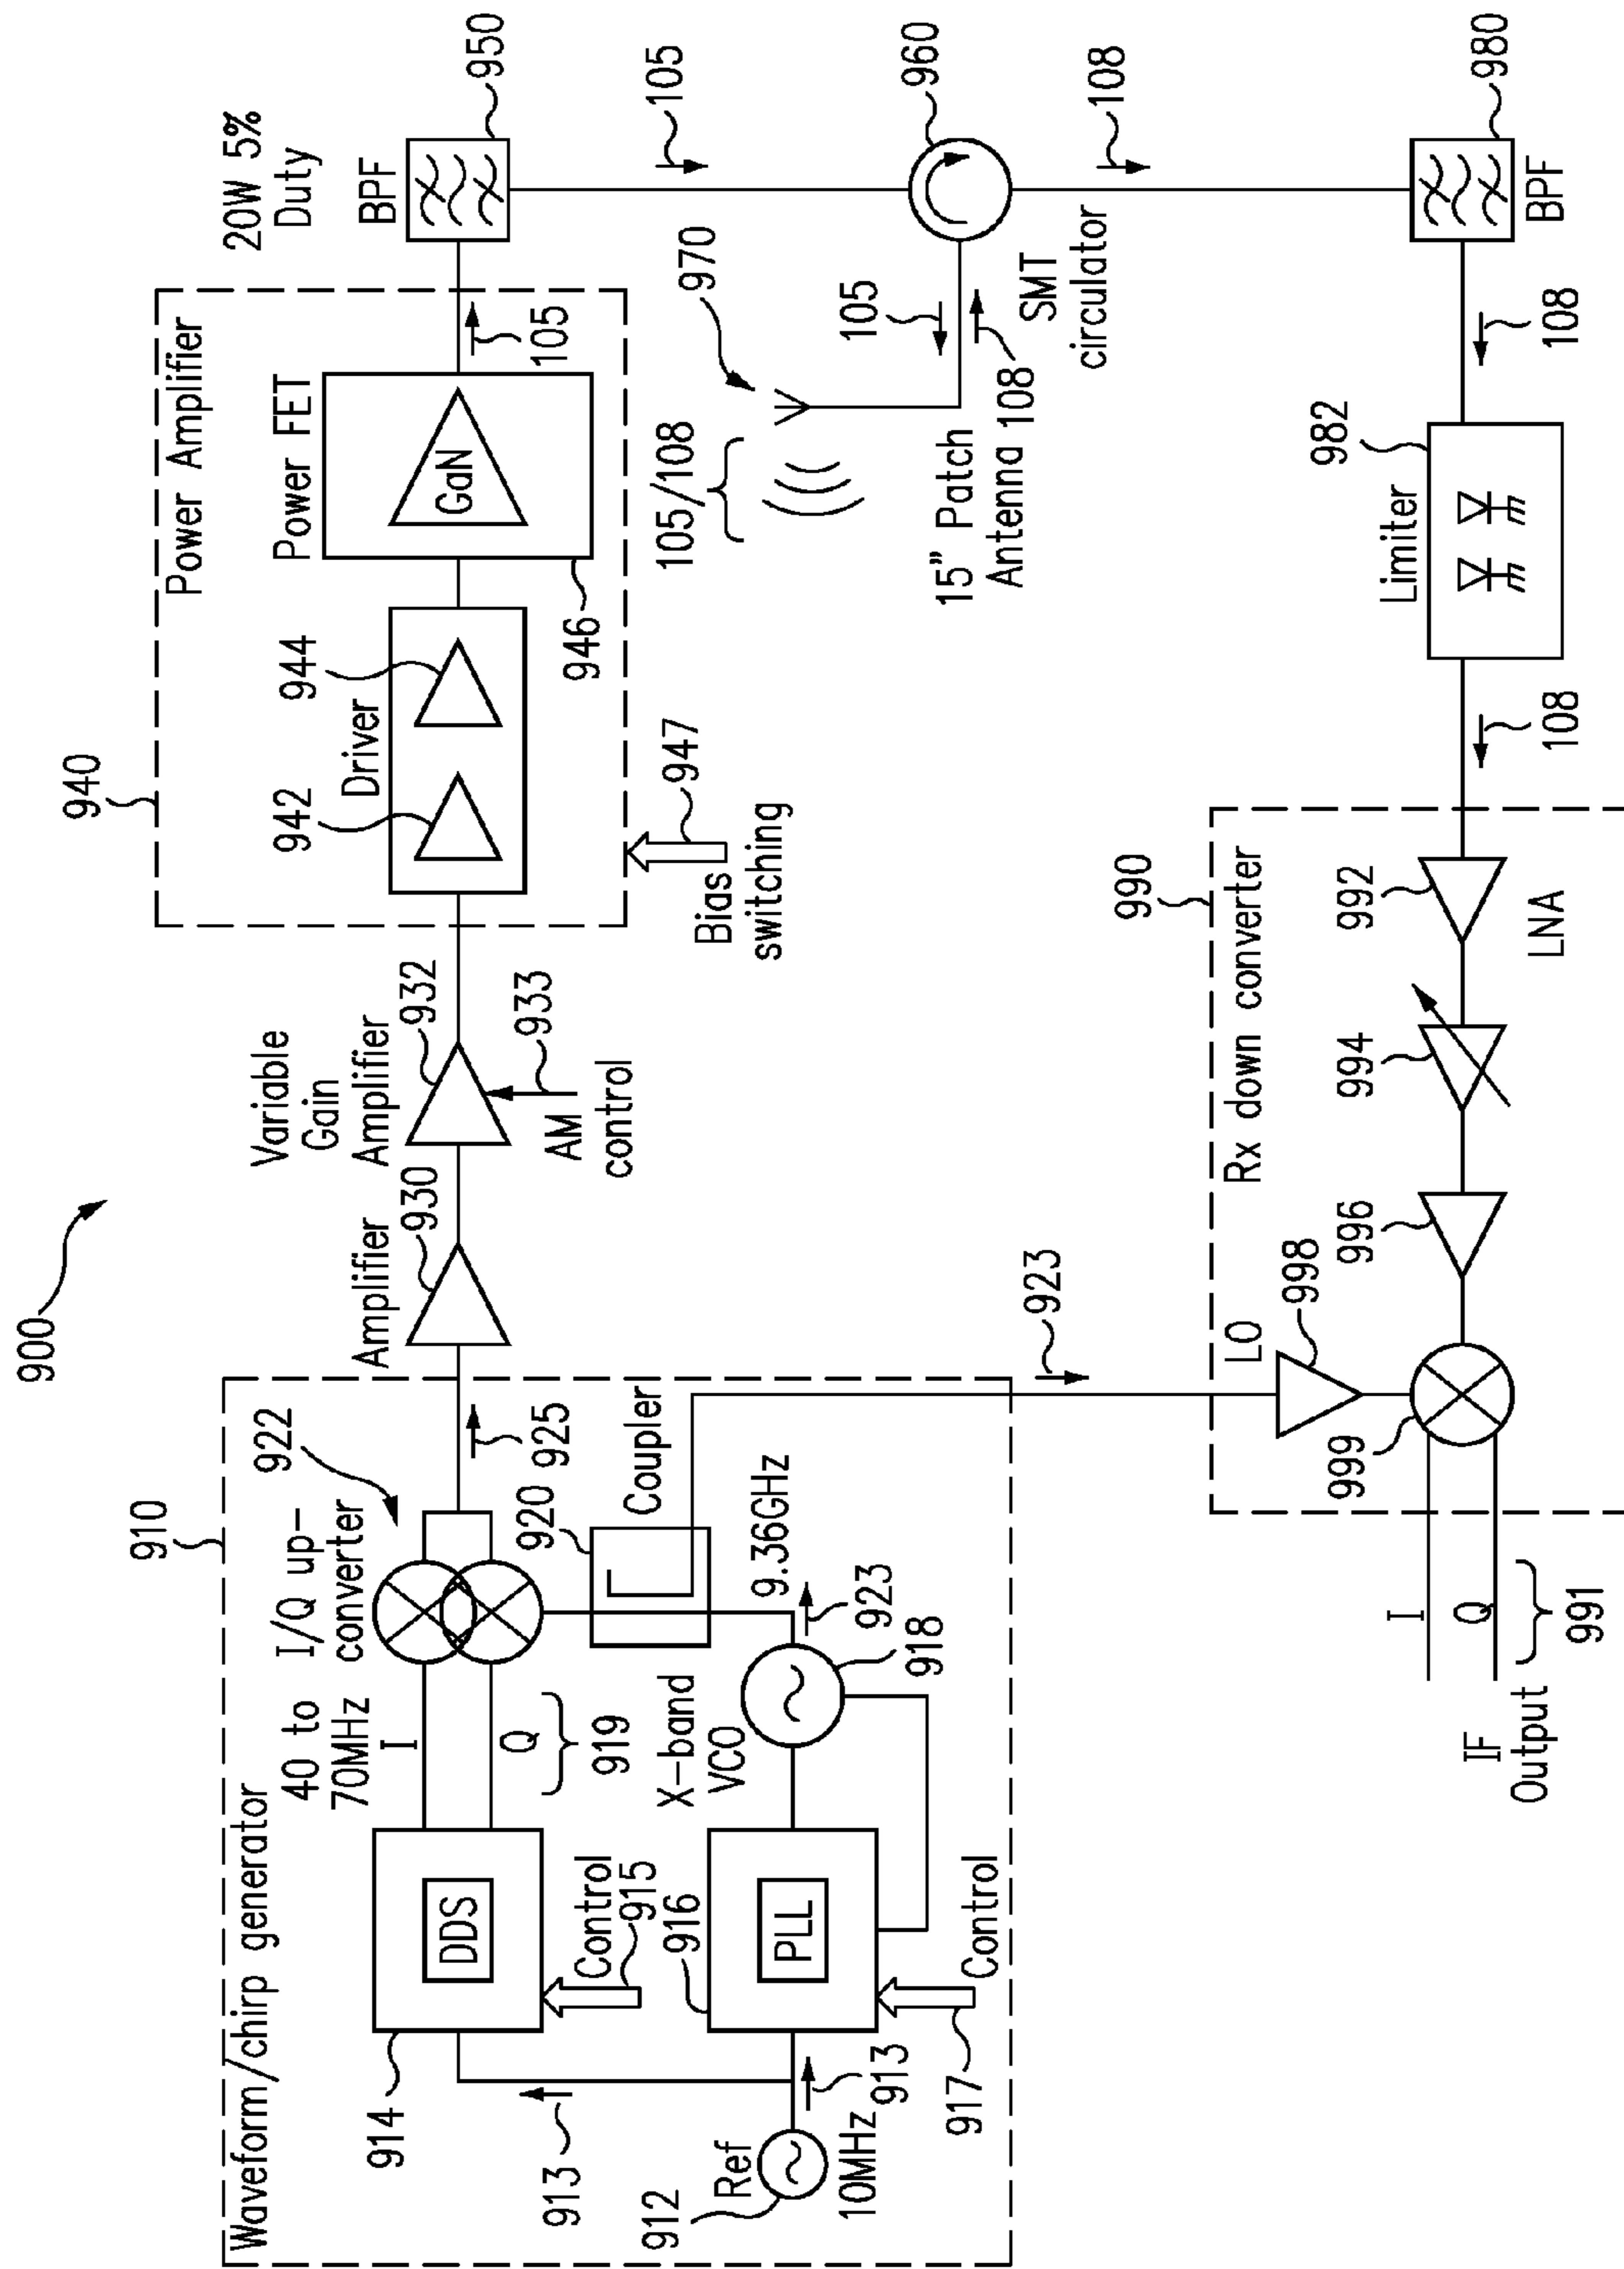 900
910
Waveform/chirp generator
912
Ref
10MHz
913
913
914
DDS
Control
915
916
PLL
Control
917
40 to
70MHz
I
Q
919
X-band
VCO
918
9.36GHz
923
I/Q up-
converter
922
920
Coupler
925
923
Amplifier
930
Variable
Gain
Amplifier
932
933
AM
control
940
Power Amplifier
942
944
Driver
Power FET
GaN
946
947
Bias
switching
105
20W 5%
Duty
BPF
950
105
960
SMT
circulator
105
108
970
105/108
15" Patch
Antenna
108
980
BPF
108
982
Limiter
108
990
Rx down converter
992
LNA
994
996
LO
998
999
I
Q
991
IF
Output